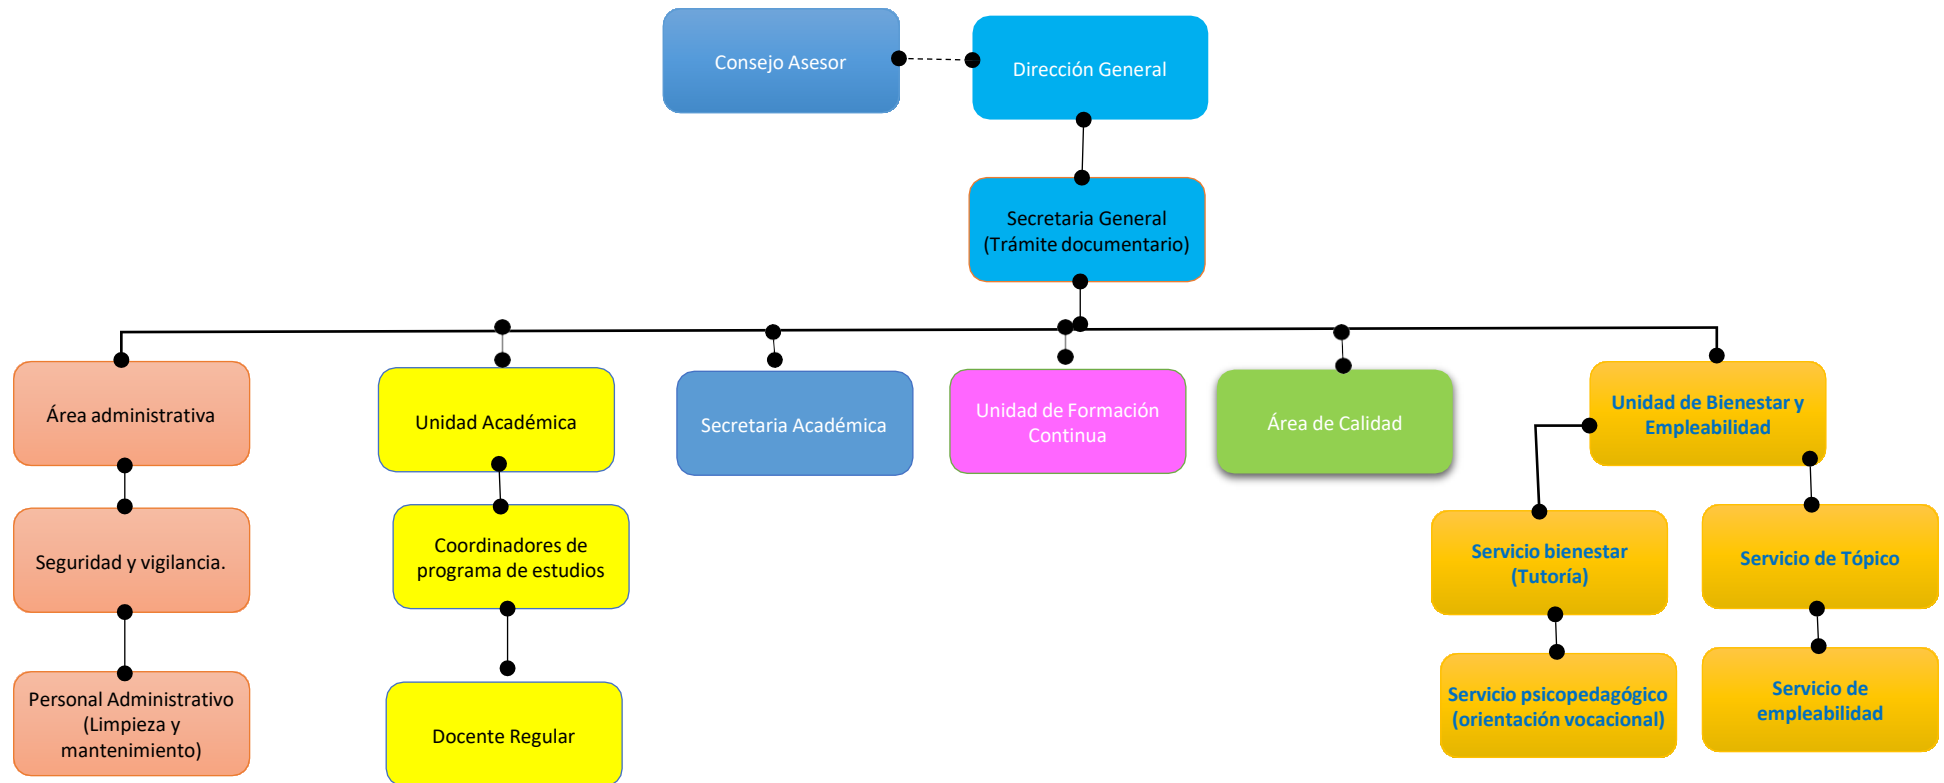 Consejo Asesor
Dirección General
Secretaria General
(Trámite documentario)
Área administrativa
Unidad Académica
Secretaria Académica
Unidad de Formación
Continua
Área de Calidad
Unidad de Bienestar y
Empleabilidad
Seguridad y vigilancia.
Coordinadores de
programa de estudios
Servicio bienestar
(Tutoría)
Servicio de Tópico
Personal Administrativo
(Limpieza y
mantenimiento)
Docente Regular
Servicio psicopedagógico
(orientación vocacional)
Servicio de
empleabilidad